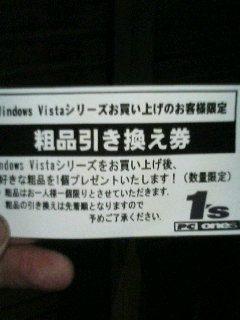 indows Vistaシリーズお買い上げのお客様限定
粗品引き換え券
ndows Vistaシリーズをお買い上げ後、
好きな粗品を1個プレゼントいたします！（数量限定）
粗品はお一人様一個限りとさせていただきます。
粗品の引き換えは先着順となりますので
予めご了承ください。
1's
PC ones